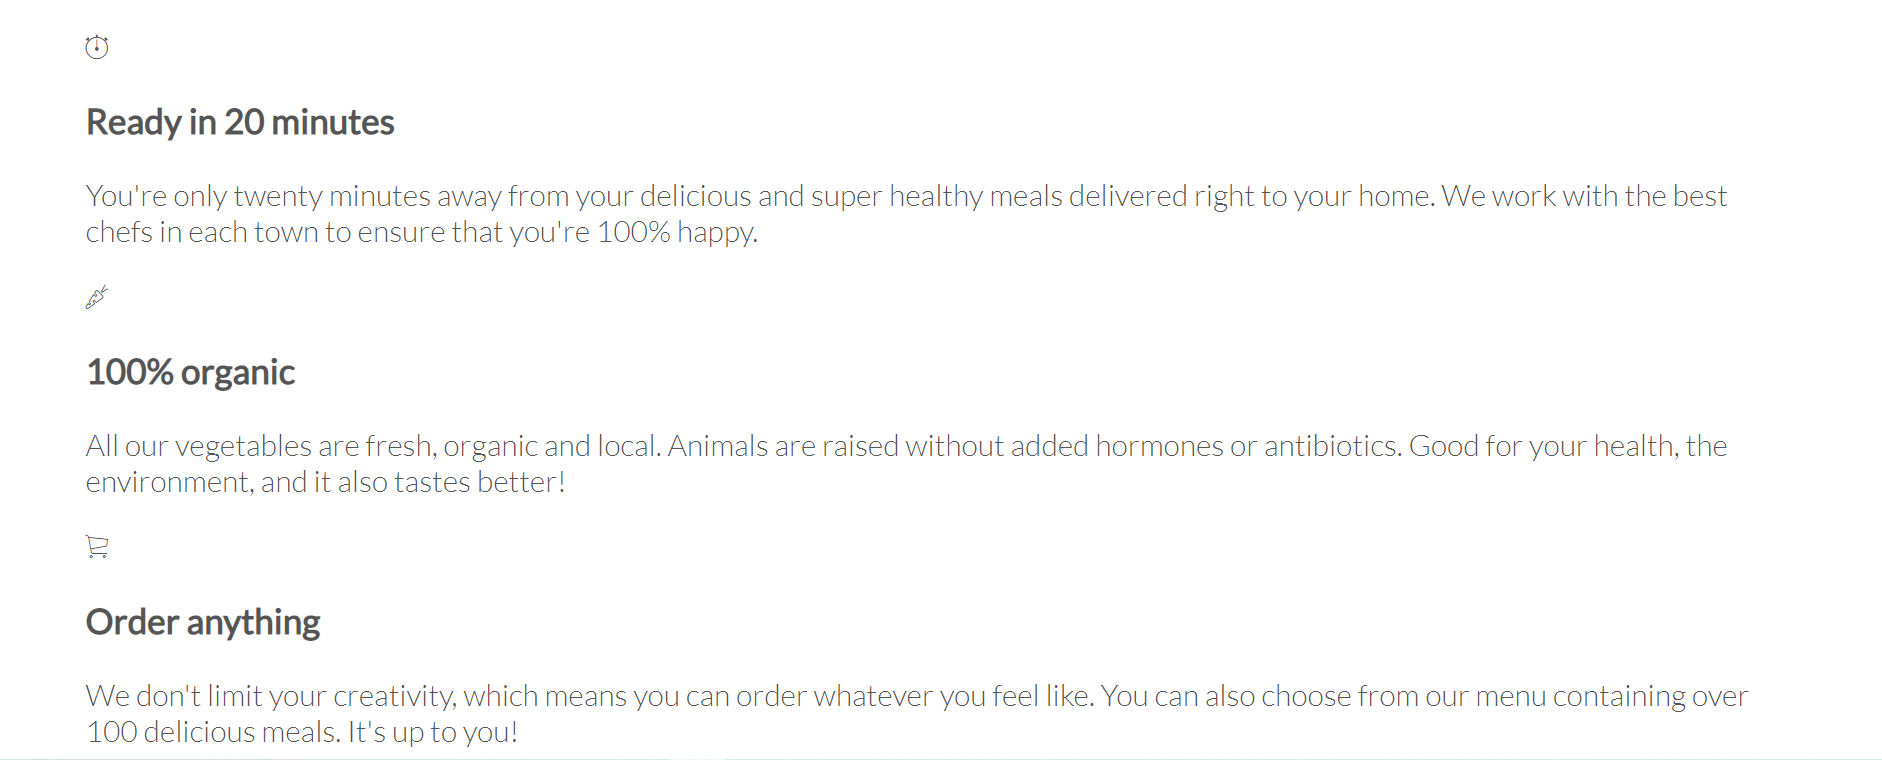 Ready in 20 minutes
You're only twenty minutes away from your delicious and super healthy meals delivered right to your home. We work with the best
chefs in each town to ensure that you're 100% happy.
100% organic
All our vegetables are fresh, organic and local. Animals are raised without added hormones or antibiotics. Good for your health, the
environment, and it also tastes better!
Order anything
We don't limit your creativity, which means you can order whatever you feel like. You can also choose from our menu containing over
100 delicious meals. It's up to you!